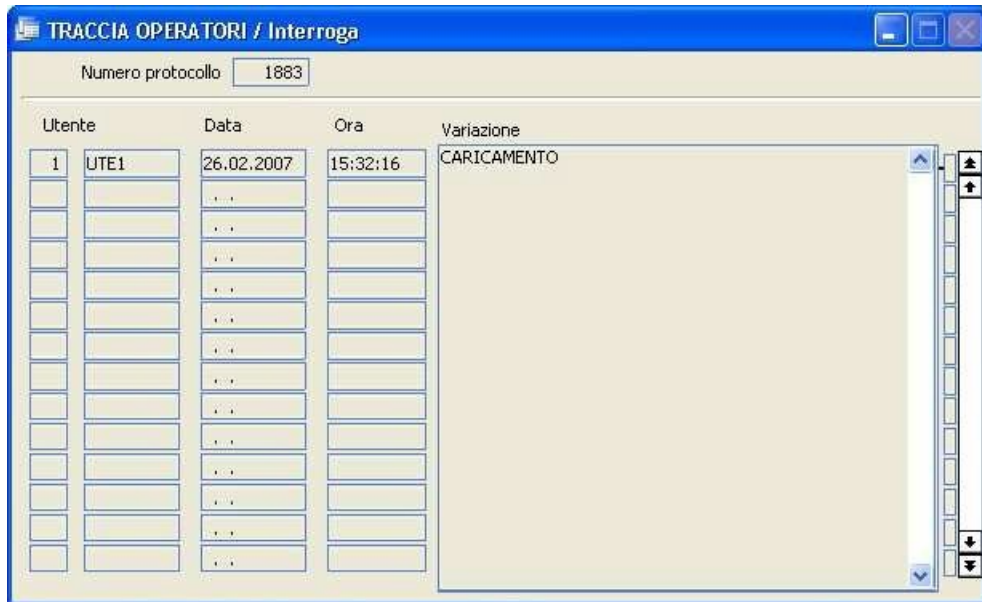 TRACCIA OPERATORI / Interroga
Numero protocollo 1883
Utente Data Ora Variazione
1 UTE1 26.02.2007 15:32:16 CARICAMENTO